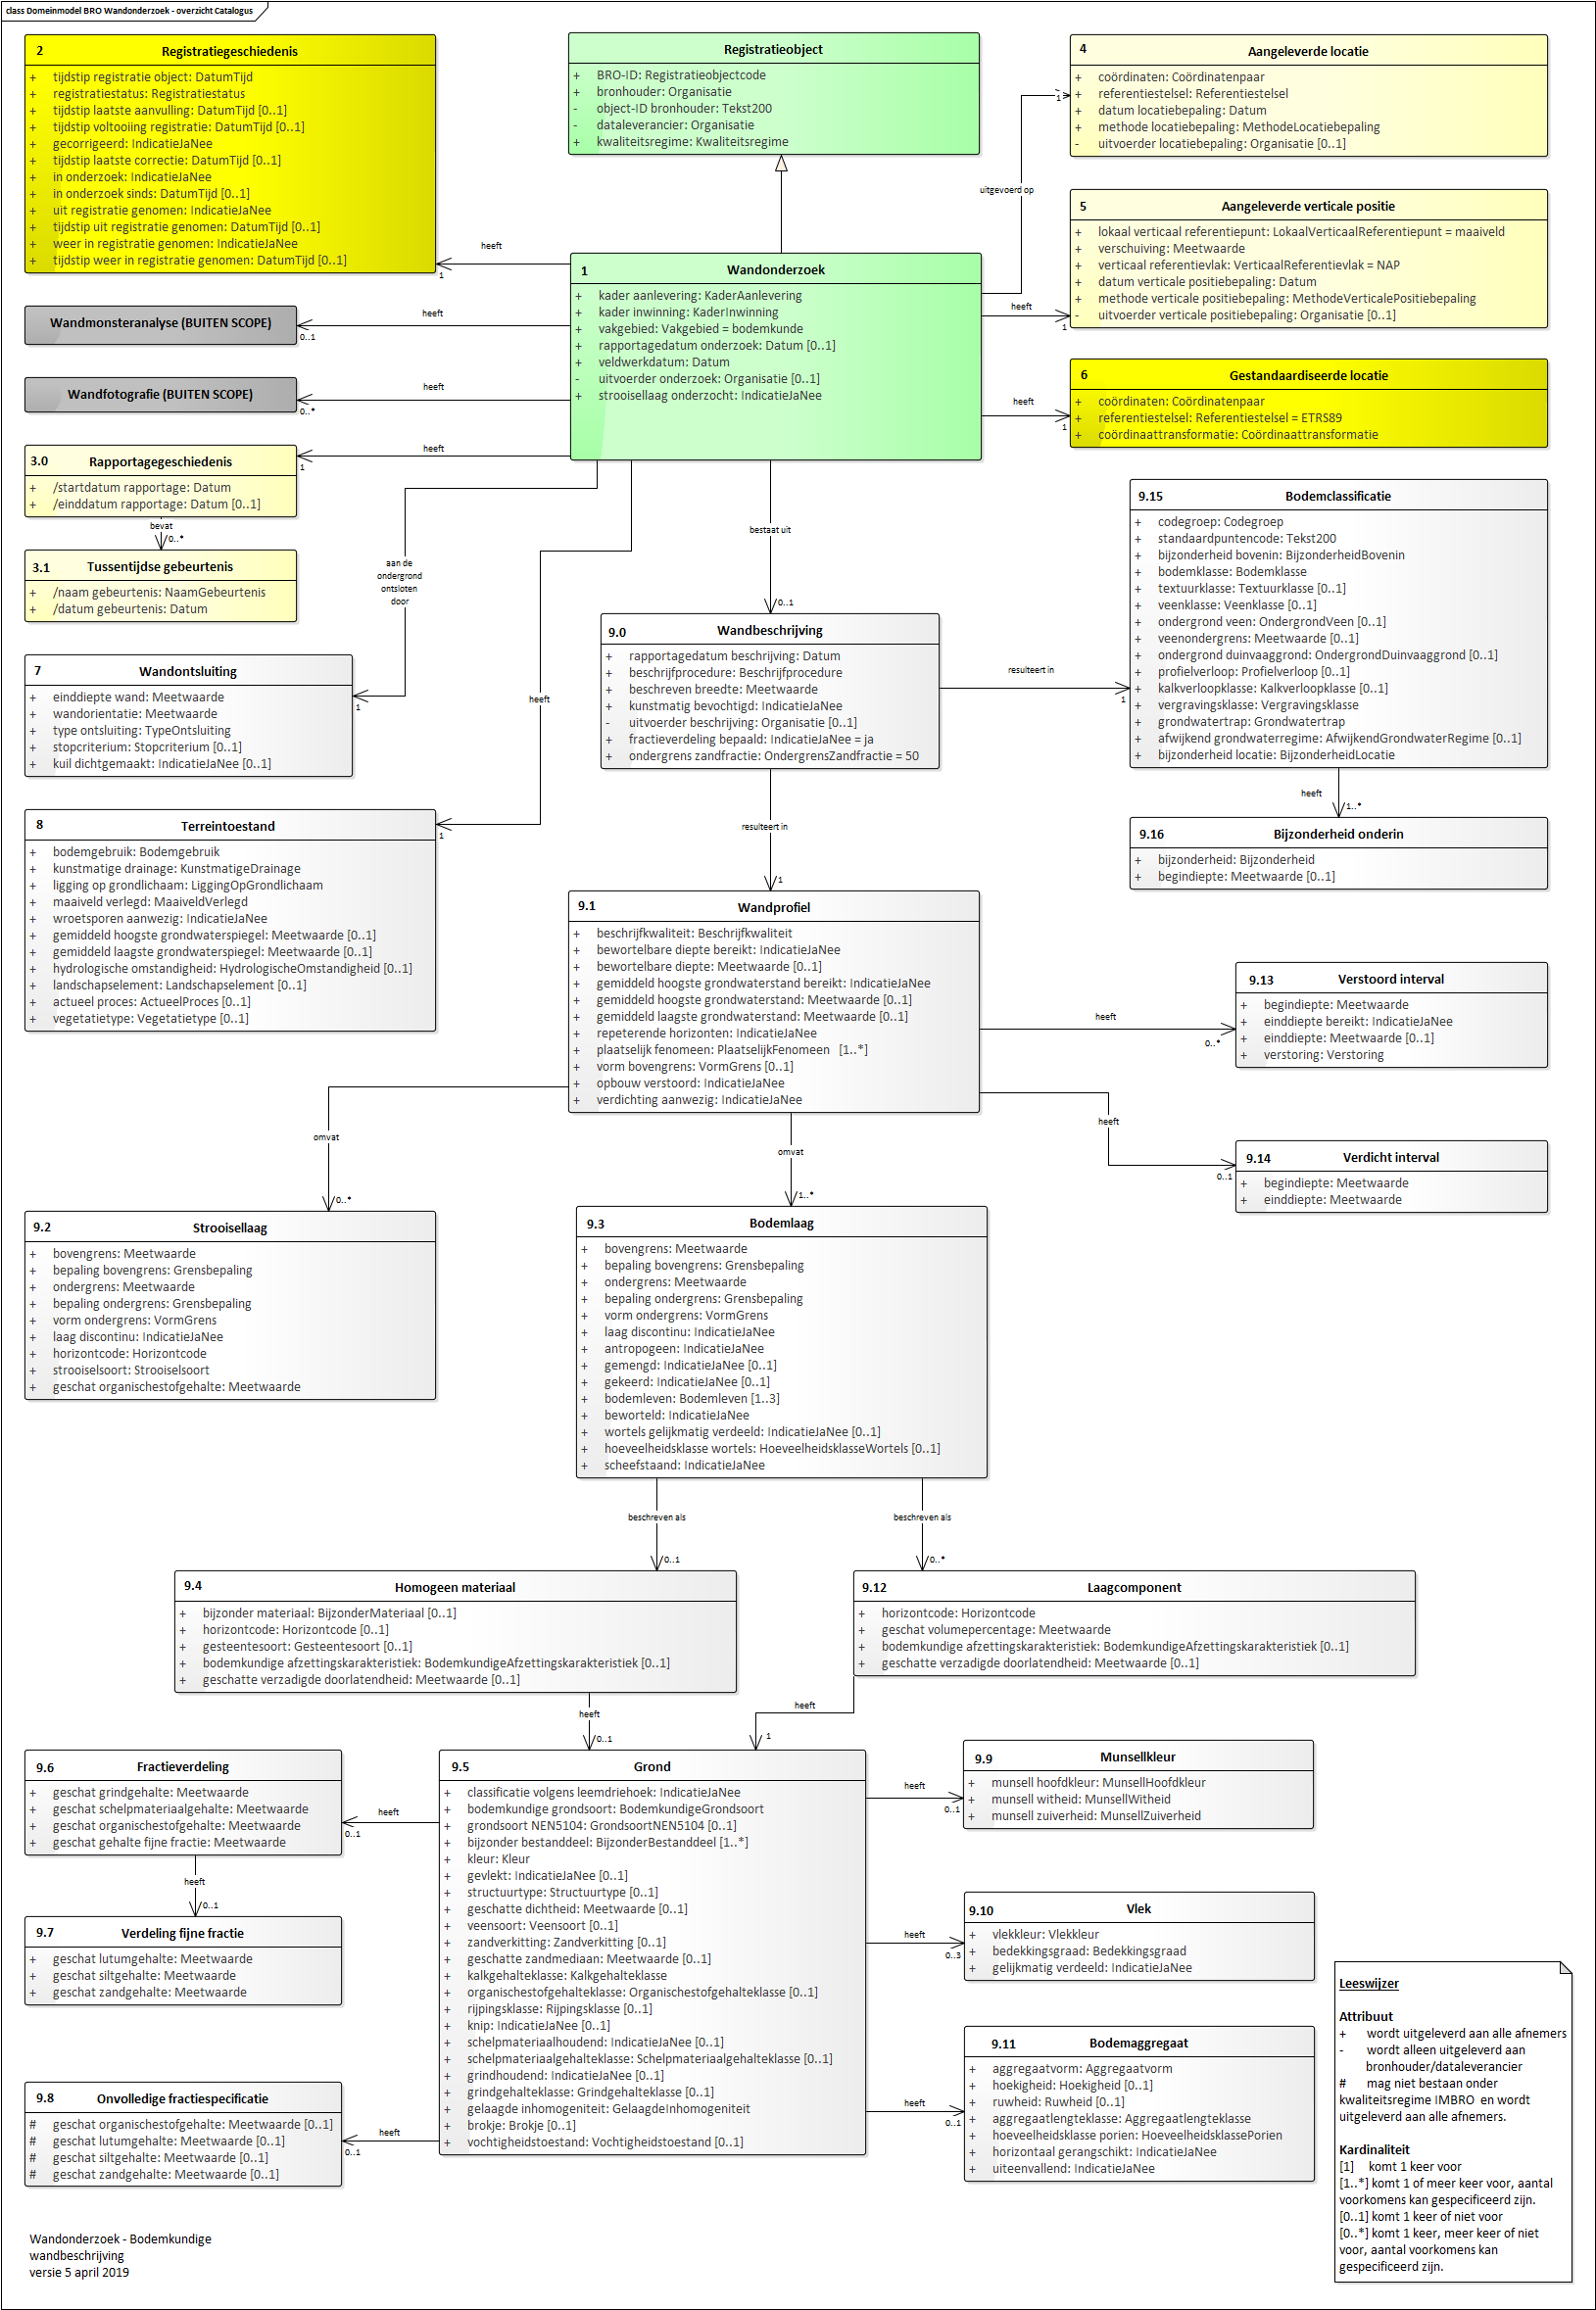 class Domeinmodel BRO Wandonderzoek - overzicht Catalogus
2 Registratiegeschiedenis
+ tijdstip registratie object: DatumTijd
+ registratiestatus: Registratiestatus
+ tijdstip laatste aanvulling: DatumTijd [0..1]
+ tijdstip voltooiing registratie: DatumTijd [0..1]
+ gecorrigeerd: IndicatieJaNee
+ tijdstip laatste correctie: DatumTijd [0..1]
+ in onderzoek: IndicatieJaNee
+ in onderzoek sinds: DatumTijd [0..1]
+ uit registratie genomen: IndicatieJaNee
+ tijdstip uit registratie genomen: DatumTijd [0..1]
+ weer in registratie genomen: IndicatieJaNee
+ tijdstip weer in registratie genomen: DatumTijd [0..1]
Registratieobject
+ BRO-ID: Registratieobjectcode
+ bronhouder: Organisatie
- object-ID bronhouder: Tekst200
- dataleverancier: Organisatie
+ kwaliteitsregime: Kwaliteitsregime
4 Aangeleverde locatie
+ coördinaten: Coördinatenpaar
+ referentiestelsel: Referentiestelsel
+ datum locatiebepaling: Datum
+ methode locatiebepaling: MethodeLocatiebepaling
- uitvoerder locatiebepaling: Organisatie [0..1]
1
uitgevoerd op
5 Aangeleverde verticale positie
+ lokaal verticaal referentiepunt: LokaalVerticaalReferentiepunt = maaiveld
+ verschuiving: Meetwaarde
+ verticaal referentievlak: VerticaalReferentievlak = NAP
+ datum verticale positiebepaling: Datum
+ methode verticale positiebepaling: MethodeVerticalePositiebepaling
- uitvoerder verticale positiebepaling: Organisatie [0..1]
heeft
1
heeft
1
1 Wandonderzoek
+ kader aanlevering: KaderAanlevering
+ kader inwinning: KaderInwinning
+ vakgebied: Vakgebied = bodemkunde
+ rapportagedatum onderzoek: Datum [0..1]
+ veldwerkdatum: Datum
- uitvoerder onderzoek: Organisatie [0..1]
+ strooisellaag onderzocht: IndicatieJaNee
Wandmonsteranalyse (BUITEN SCOPE)
heeft
0..1
Wandfotografie (BUITEN SCOPE)
heeft
0..*
6 Gestandaardiseerde locatie
+ coördinaten: Coördinatenpaar
+ referentiestelsel: Referentiestelsel = ETRS89
+ coördinaattransformatie: Coördinaattransformatie
heeft
1
3.0 Rapportagegeschiedenis
+ /startdatum rapportage: Datum
+ /einddatum rapportage: Datum [0..1]
heeft
1
bevat
0..*
3.1 Tussentijdse gebeurtenis
+ /naam gebeurtenis: NaamGebeurtenis
+ /datum gebeurtenis: Datum
aan de
ondergrond
ontsloten
door
1
bestaat uit
0..1
heeft
1
9.15 Bodemclassificatie
+ codegroep: Codegroep
+ standaardpuntencode: Tekst200
+ bijzonderheid bovenin: BijzonderheidBovenin
+ bodemklasse: Bodemklasse
+ textuurklasse: Textuurklasse [0..1]
+ veenklasse: Veenklasse [0..1]
+ ondergrond veen: OndergrondVeen [0..1]
+ veenondergrens: Meetwaarde [0..1]
+ ondergrond duinvaaggrond: OndergrondDuinvaaggrond [0..1]
+ profielverloop: Profielverloop [0..1]
+ kalkverloopklasse: Kalkverloopklasse [0..1]
+ vergravingsklasse: Vergravingsklasse
+ grondwatertrap: Grondwatertrap
+ afwijkend grondwaterregime: AfwijkendGrondwaterRegime [0..1]
+ bijzonderheid locatie: BijzonderheidLocatie
9.0 Wandbeschrijving
+ rapportagedatum beschrijving: Datum
+ beschrijfprocedure: Beschrijfprocedure
+ beschreven breedte: Meetwaarde
+ kunstmatig bevochtigd: IndicatieJaNee
- uitvoerder beschrijving: Organisatie [0..1]
+ fractieverdeling bepaald: IndicatieJaNee = ja
+ ondergrens zandfractie: OndergrensZandfractie = 50
resulteert in
1
7 Wandontsluiting
+ einddiepte wand: Meetwaarde
+ wandorientatie: Meetwaarde
+ type ontsluiting: TypeOntsluiting
+ stopcriterium: Stopcriterium [0..1]
+ kuil dichtgemaakt: IndicatieJaNee [0..1]
heeft
1..*
9.16 Bijzonderheid onderin
+ bijzonderheid: Bijzonderheid
+ begindiepte: Meetwaarde [0..1]
8 Terreintoestand
+ bodemgebruik: Bodemgebruik
+ kunstmatige drainage: KunstmatigeDrainage
+ ligging op grondlichaam: LiggingOpGrondlichaam
+ maaiveld verlegd: MaaiveldVerlegd
+ wroetsporen aanwezig: IndicatieJaNee
+ gemiddeld hoogste grondwaterspiegel: Meetwaarde [0..1]
+ gemiddeld laagste grondwaterspiegel: Meetwaarde [0..1]
+ hydrologische omstandigheid: HydrologischeOmstandigheid [0..1]
+ landschapselement: Landschapselement [0..1]
+ actueel proces: ActueelProces [0..1]
+ vegetatietype: Vegetatietype [0..1]
heeft
1
resulteert in
1
9.1 Wandprofiel
+ beschrijfkwaliteit: Beschrijfkwaliteit
+ bewortelbare diepte bereikt: IndicatieJaNee
+ bewortelbare diepte: Meetwaarde [0..1]
+ gemiddeld hoogste grondwaterstand bereikt: IndicatieJaNee
+ gemiddeld hoogste grondwaterstand: Meetwaarde [0..1]
+ gemiddeld laagste grondwaterstand: Meetwaarde [0..1]
+ repeterende horizonten: IndicatieJaNee
+ plaatselijk fenomeen: PlaatselijkFenomeen [1..*]
+ vorm bovengrens: VormGrens [0..1]
+ opbouw verstoord: IndicatieJaNee
+ verdichting aanwezig: IndicatieJaNee
heeft
0..*
9.13 Verstoord interval
+ begindiepte: Meetwaarde
+ einddiepte bereikt: IndicatieJaNee
+ einddiepte: Meetwaarde [0..1]
+ verstoring: Verstoring
heeft
0..1
9.14 Verdicht interval
+ begindiepte: Meetwaarde
+ einddiepte: Meetwaarde
omvat
0..*
omvat
1..*
9.2 Strooisellaag
+ bovengrens: Meetwaarde
+ bepaling bovengrens: Grensbepaling
+ ondergrens: Meetwaarde
+ bepaling ondergrens: Grensbepaling
+ vorm ondergrens: VormGrens
+ laag discontinu: IndicatieJaNee
+ horizontcode: Horizontcode
+ strooiselsoort: Strooiselsoort
+ geschat organischestofgehalte: Meetwaarde
9.3 Bodemlaag
+ bovengrens: Meetwaarde
+ bepaling bovengrens: Grensbepaling
+ ondergrens: Meetwaarde
+ bepaling ondergrens: Grensbepaling
+ vorm ondergrens: VormGrens
+ laag discontinu: IndicatieJaNee
+ antropogeen: IndicatieJaNee
+ gemengd: IndicatieJaNee [0..1]
+ gekeerd: IndicatieJaNee [0..1]
+ bodemleven: Bodemleven [1..3]
+ beworteld: IndicatieJaNee
+ wortels gelijkmatig verdeeld: IndicatieJaNee [0..1]
+ hoeveelheidsklasse wortels: HoeveelheidsklasseWortels [0..1]
+ scheefstaand: IndicatieJaNee
beschreven als
0..1
beschreven als
0..*
9.4 Homogeen materiaal
+ bijzonder materiaal: BijzonderMateriaal [0..1]
+ horizontcode: Horizontcode [0..1]
+ gesteentesoort: Gesteentesoort [0..1]
+ bodemkundige afzettingskarakteristiek: BodemkundigeAfzettingskarakteristiek [0..1]
+ geschatte verzadigde doorlatendheid: Meetwaarde [0..1]
9.12 Laagcomponent
+ horizontcode: Horizontcode
+ geschat volumepercentage: Meetwaarde
+ bodemkundige afzettingskarakteristiek: BodemkundigeAfzettingskarakteristiek [0..1]
+ geschatte verzadigde doorlatendheid: Meetwaarde [0..1]
heeft
0..1
heeft
1
9.6 Fractieverdeling
+ geschat grindgehalte: Meetwaarde
+ geschat schelpmateriaalgehalte: Meetwaarde
+ geschat organischestofgehalte: Meetwaarde
+ geschat gehalte fijne fractie: Meetwaarde
heeft
0..1
heeft
0..1
9.7 Verdeling fijne fractie
+ geschat lutumgehalte: Meetwaarde
+ geschat siltgehalte: Meetwaarde
+ geschat zandgehalte: Meetwaarde
9.8 Onvolledige fractiespecificatie
# geschat organischestofgehalte: Meetwaarde [0..1]
# geschat lutumgehalte: Meetwaarde [0..1]
# geschat siltgehalte: Meetwaarde [0..1]
# geschat zandgehalte: Meetwaarde [0..1]
heeft
0..1
9.5 Grond
+ classificatie volgens leemdriehoek: IndicatieJaNee
+ bodemkundige grondsoort: BodemkundigeGrondsoort
+ grondsoort NEN5104: GrondsoortNEN5104 [0..1]
+ bijzonder bestanddeel: BijzonderBestanddeel [1..*]
+ kleur: Kleur
+ gevlekt: IndicatieJaNee [0..1]
+ structuurtype: Structuurtype [0..1]
+ geschatte dichtheid: Meetwaarde [0..1]
+ veensoort: Veensoort [0..1]
+ zandverkitting: Zandverkitting [0..1]
+ geschatte zandmediaan: Meetwaarde [0..1]
+ kalkgehalteklasse: Kalkgehalteklasse
+ organischestofgehalteklasse: Organischestofgehalteklasse [0..1]
+ rijpingsklasse: Rijpingsklasse [0..1]
+ knip: IndicatieJaNee [0..1]
+ schelpmateriaalhoudend: IndicatieJaNee [0..1]
+ schelpmateriaalgehalteklasse: Schelpmateriaalgehalteklasse [0..1]
+ grindhoudend: IndicatieJaNee [0..1]
+ grindgehalteklasse: Grindgehalteklasse [0..1]
+ gelaagde inhomogeniteit: GelaagdeInhomogeniteit
+ brokje: Brokje [0..1]
+ vochtigheidstoestand: Vochtigheidstoestand [0..1]
heeft
0..1
9.9 Munsellkleur
+ munsell hoofdkleur: MunsellHoofdkleur
+ munsell witheid: MunsellWitheid
+ munsell zuiverheid: MunsellZuiverheid
heeft
0..3
9.10 Vlek
+ vlekkleur: Vlekkleur
+ bedekkingsgraad: Bedekkingsgraad
+ gelijkmatig verdeeld: IndicatieJaNee
heeft
0..1
9.11 Bodemaggregaat
+ aggregaatvorm: Aggregaatvorm
+ hoekigheid: Hoekigheid [0..1]
+ ruwheid: Ruwheid [0..1]
+ aggregaatlengteklasse: Aggregaatlengteklasse
+ hoeveelheidsklasse porien: HoeveelheidsklassePorien
+ horizontaal gerangschikt: IndicatieJaNee
+ uiteenvallend: IndicatieJaNee
Leeswijzer
Attribuut
+ wordt uitgeleverd aan alle afnemers
- wordt alleen uitgeleverd aan
bronhouder/dataleverancier
# mag niet bestaan onder
kwaliteitsregime IMBRO en wordt
uitgeleverd aan alle afnemers.
Kardinaliteit
[1] komt 1 keer voor
[1..*] komt 1 of meer keer voor, aantal
voorkomens kan gespecificeerd zijn.
[0..1] komt 1 keer of niet voor
[0..*] komt 1 keer, meer keer of niet
voor, aantal voorkomens kan
gespecificeerd zijn.
Wandonderzoek - Bodemkundige
wandbeschrijving
versie 5 april 2019